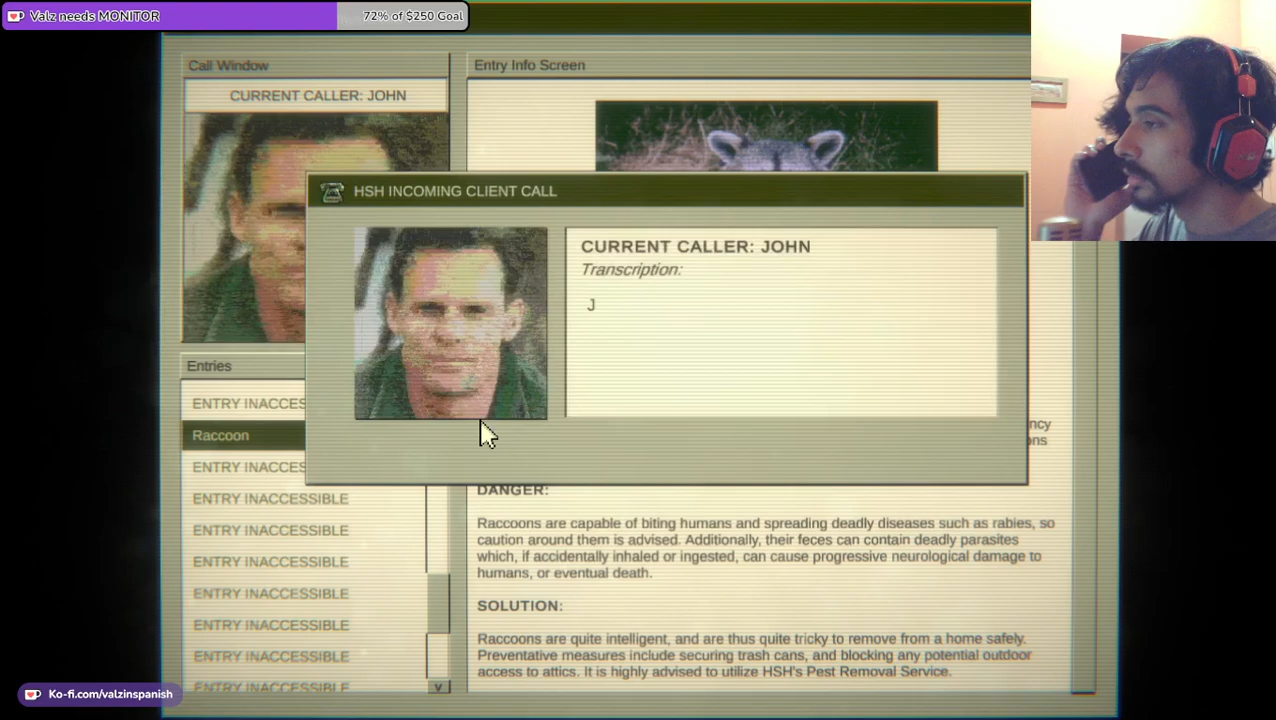 Valz needs MONITOR
72% of $250 Goal
Call Window
CURRENT CALLER: JOHN
Entry Info Screen
HSH INCOMING CLIENT CALL
CURRENT CALLER: JOHN
Transcription:
J
Entries
ENTRY INACCES
Raccoon
ENTRY INACCES
ENTRY INACCESSIBLE
ENTRY INACCESSIBLE
ENTRY INACCESSIBLE
ENTRY INACCESSIBLE
ENTRY INACCESSIBLE
ENTRY INACCESSIBLE
ENTRY INACCESSIBLE
ncy
ons
DANGER:
Raccoons are capable of biting humans and spreading deadly diseases such as rabies, so
caution around them is advised. Additionally, their feces can contain deadly parasites
which, if accidentally inhaled or ingested, can cause progressive neurological damage to
humans, or eventual death.
SOLUTION:
Raccoons are quite intelligent, and are thus quite tricky to remove from a home safely.
Preventative measures include securing trash cans, and blocking any potential outdoor
access to attics. It is highly advised to utilize HSH's Pest Removal Service.
Ko-fi.com/valzinspanish